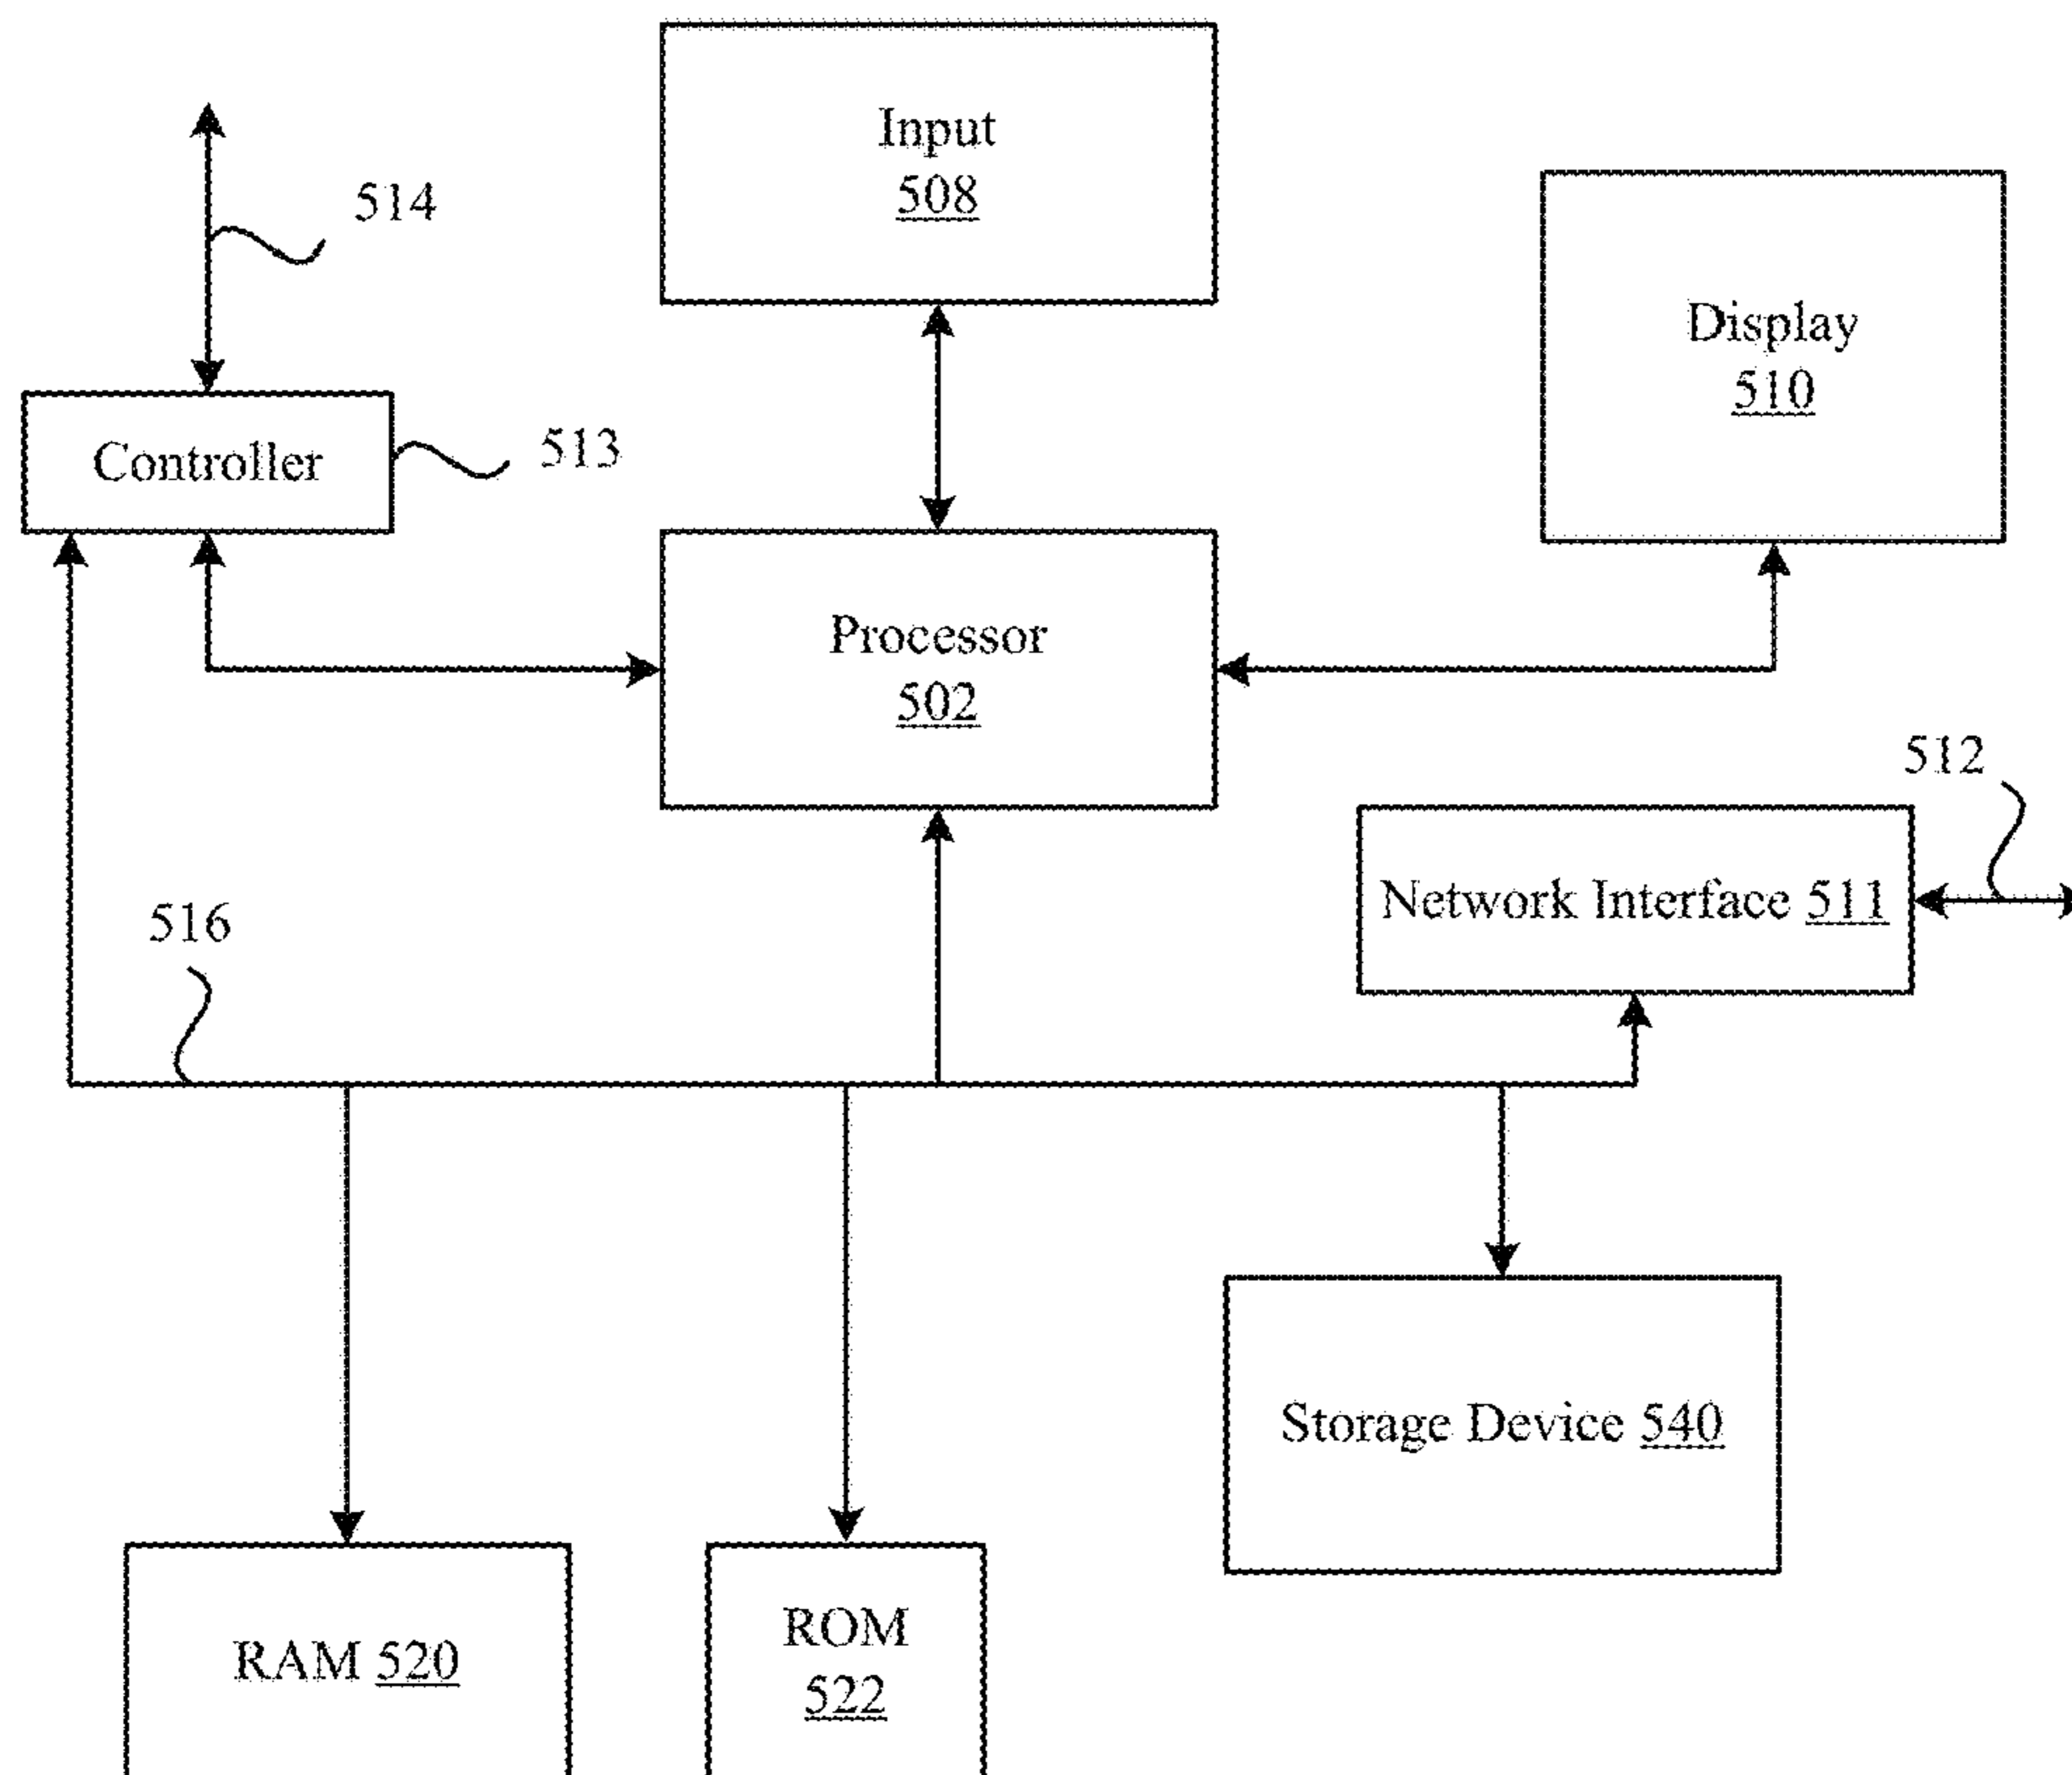 Input
508
514
Display
510
Controller
513
Processor
502
512
Network Interface 511
516
Storage Device 540
ROM
522
RAM 520